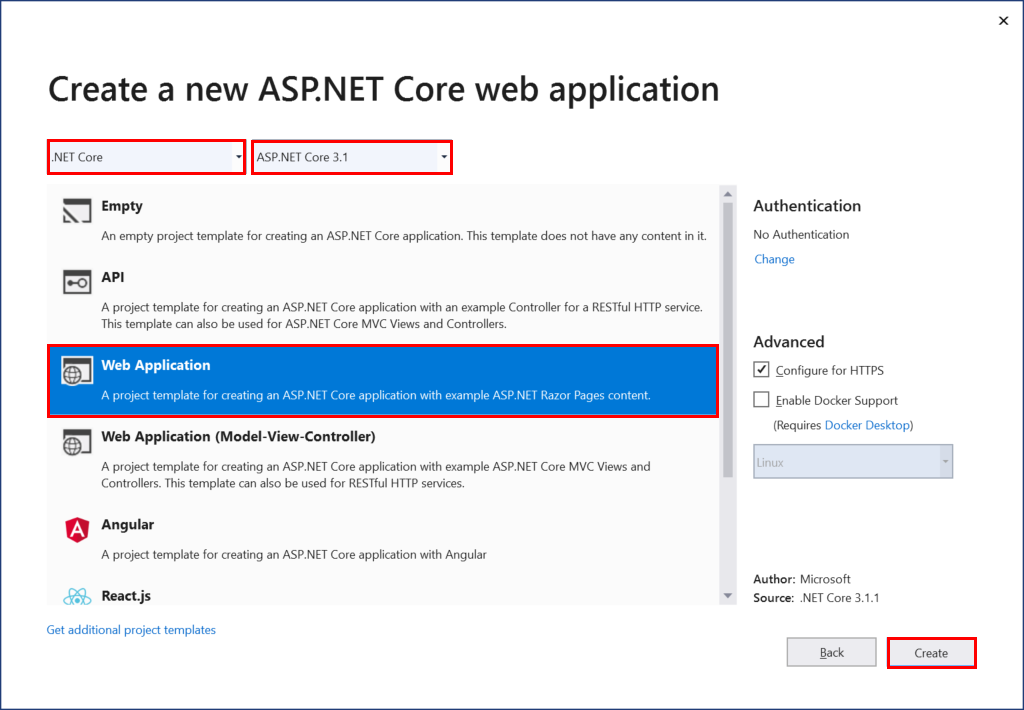 Create a new ASP.NET Core web application
.NET Core
ASP.NET Core 3.1
Empty
An empty project template for creating an ASP.NET Core application. This template does not have any content in it.
API
A project template for creating an ASP.NET Core application with an example Controller for a RESTful HTTP service.
This template can also be used for ASP.NET Core MVC Views and Controllers.
Web Application
A project template for creating an ASP.NET Core application with example ASP.NET Razor Pages content.
Web Application (Model-View-Controller)
A project template for creating an ASP.NET Core application with example ASP.NET Core MVC Views and
Controllers. This template can also be used for RESTful HTTP services.
Angular
A project template for creating an ASP.NET Core application with Angular
React.js
Get additional project templates
Authentication
No Authentication
Change
Advanced
Configure for HTTPS
Enable Docker Support
(Requires Docker Desktop)
Linux
Author: Microsoft
Source: .NET Core 3.1.1
Back
Create